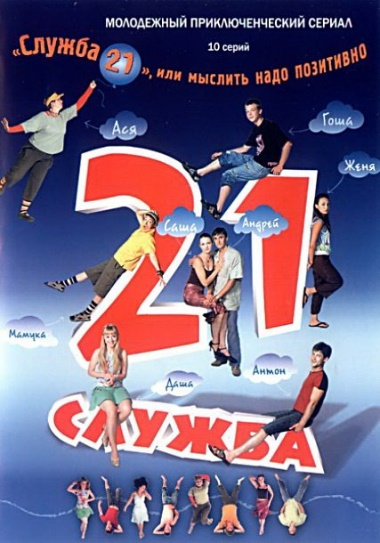 МОЛОДЕЖНЫЙ ПРИКЛЮЧЕНЧЕСКИЙ СЕРИАЛ
10 серий
«Служба 21», или мыслить надо позитивно
Ася
Гоша
Женя
21
Саша
Андрей
Мамука
Даша
Антон
СЛУЖБА